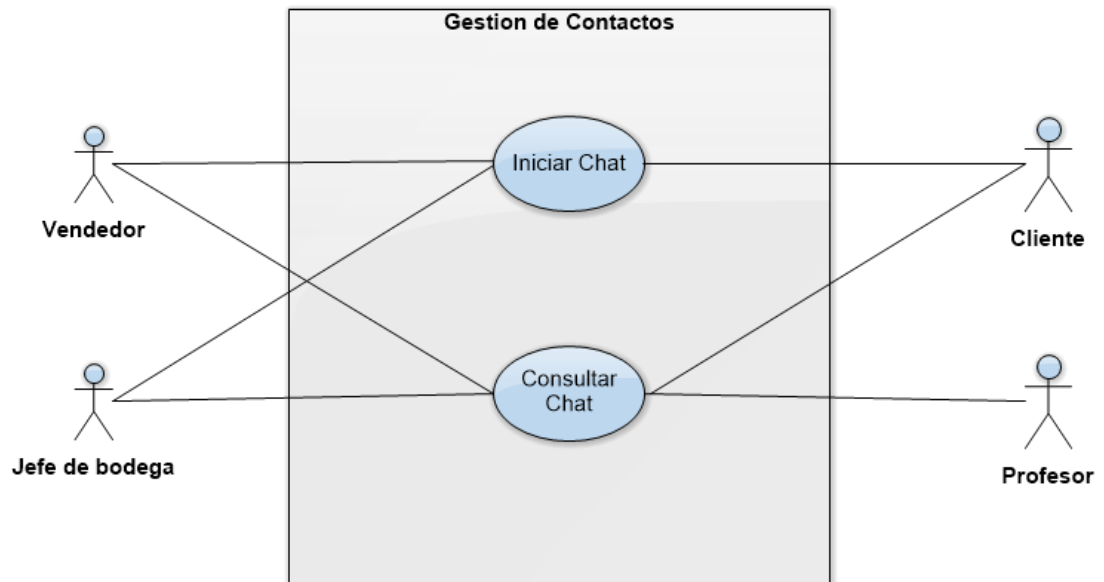 Gestion de Contactos
Iniciar Chat
Vendedor
Cliente
Consultar
Chat
Jefe de bodega
Profesor